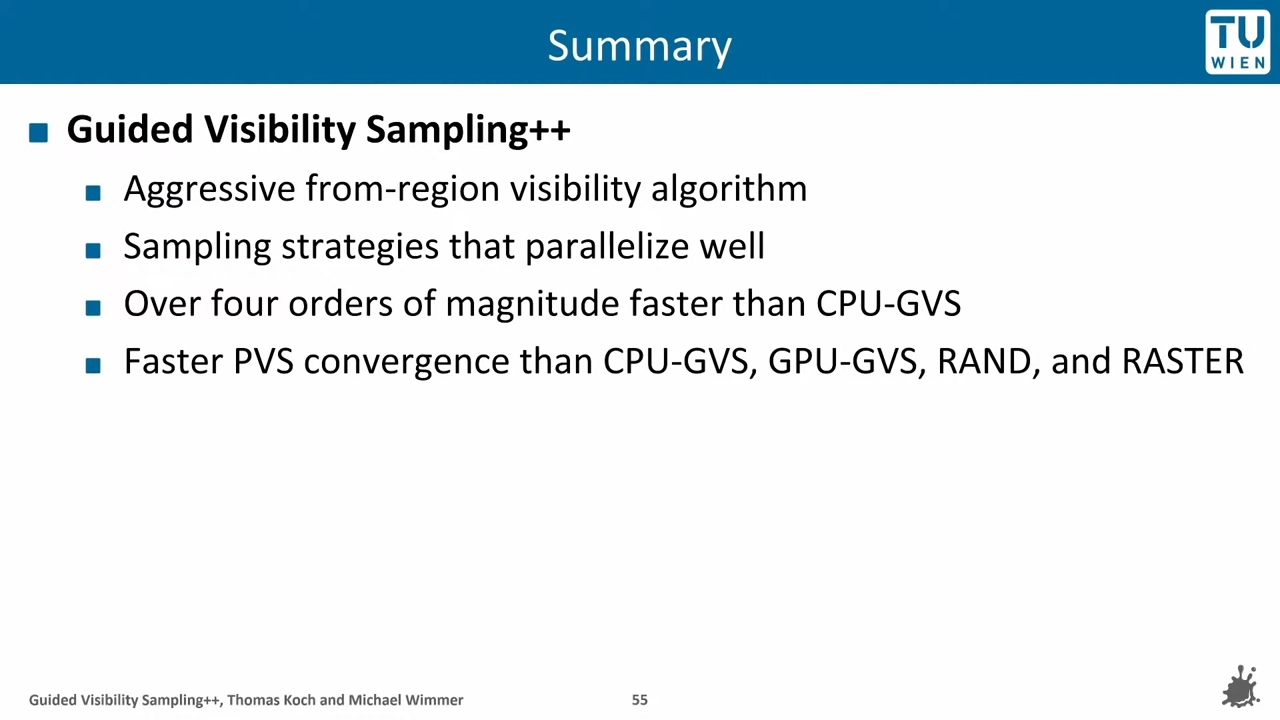 Summary
TU
WIEN
Guided Visibility Sampling++
Aggressive from-region visibility algorithm
Sampling strategies that parallelize well
Over four orders of magnitude faster than CPU-GVS
Faster PVS convergence than CPU-GVS, GPU-GVS, RAND, and RASTER
Guided Visibility Sampling++, Thomas Koch and Michael Wimmer
55